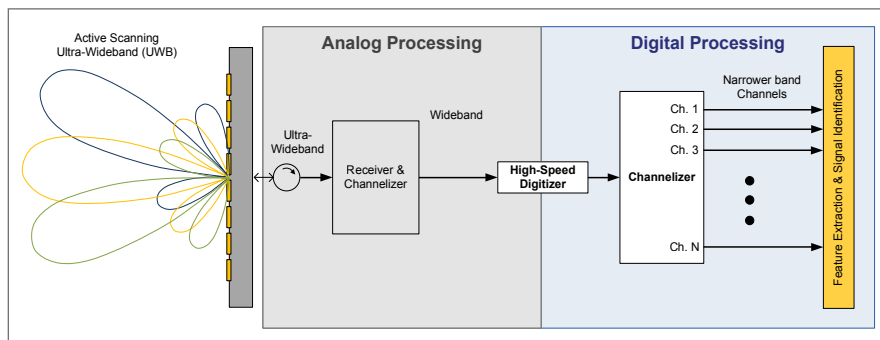 Active Scanning
Ultra-Wideband (UWB)
Analog Processing
Digital Processing
Ultra-
Wideband
Receiver &
Channelizer
Wideband
High-Speed
Digitizer
Channelizer
Narrower band
Channels
Ch. 1
Ch. 2
Ch. 3
Ch. N
Feature Extraction & Signal Identification